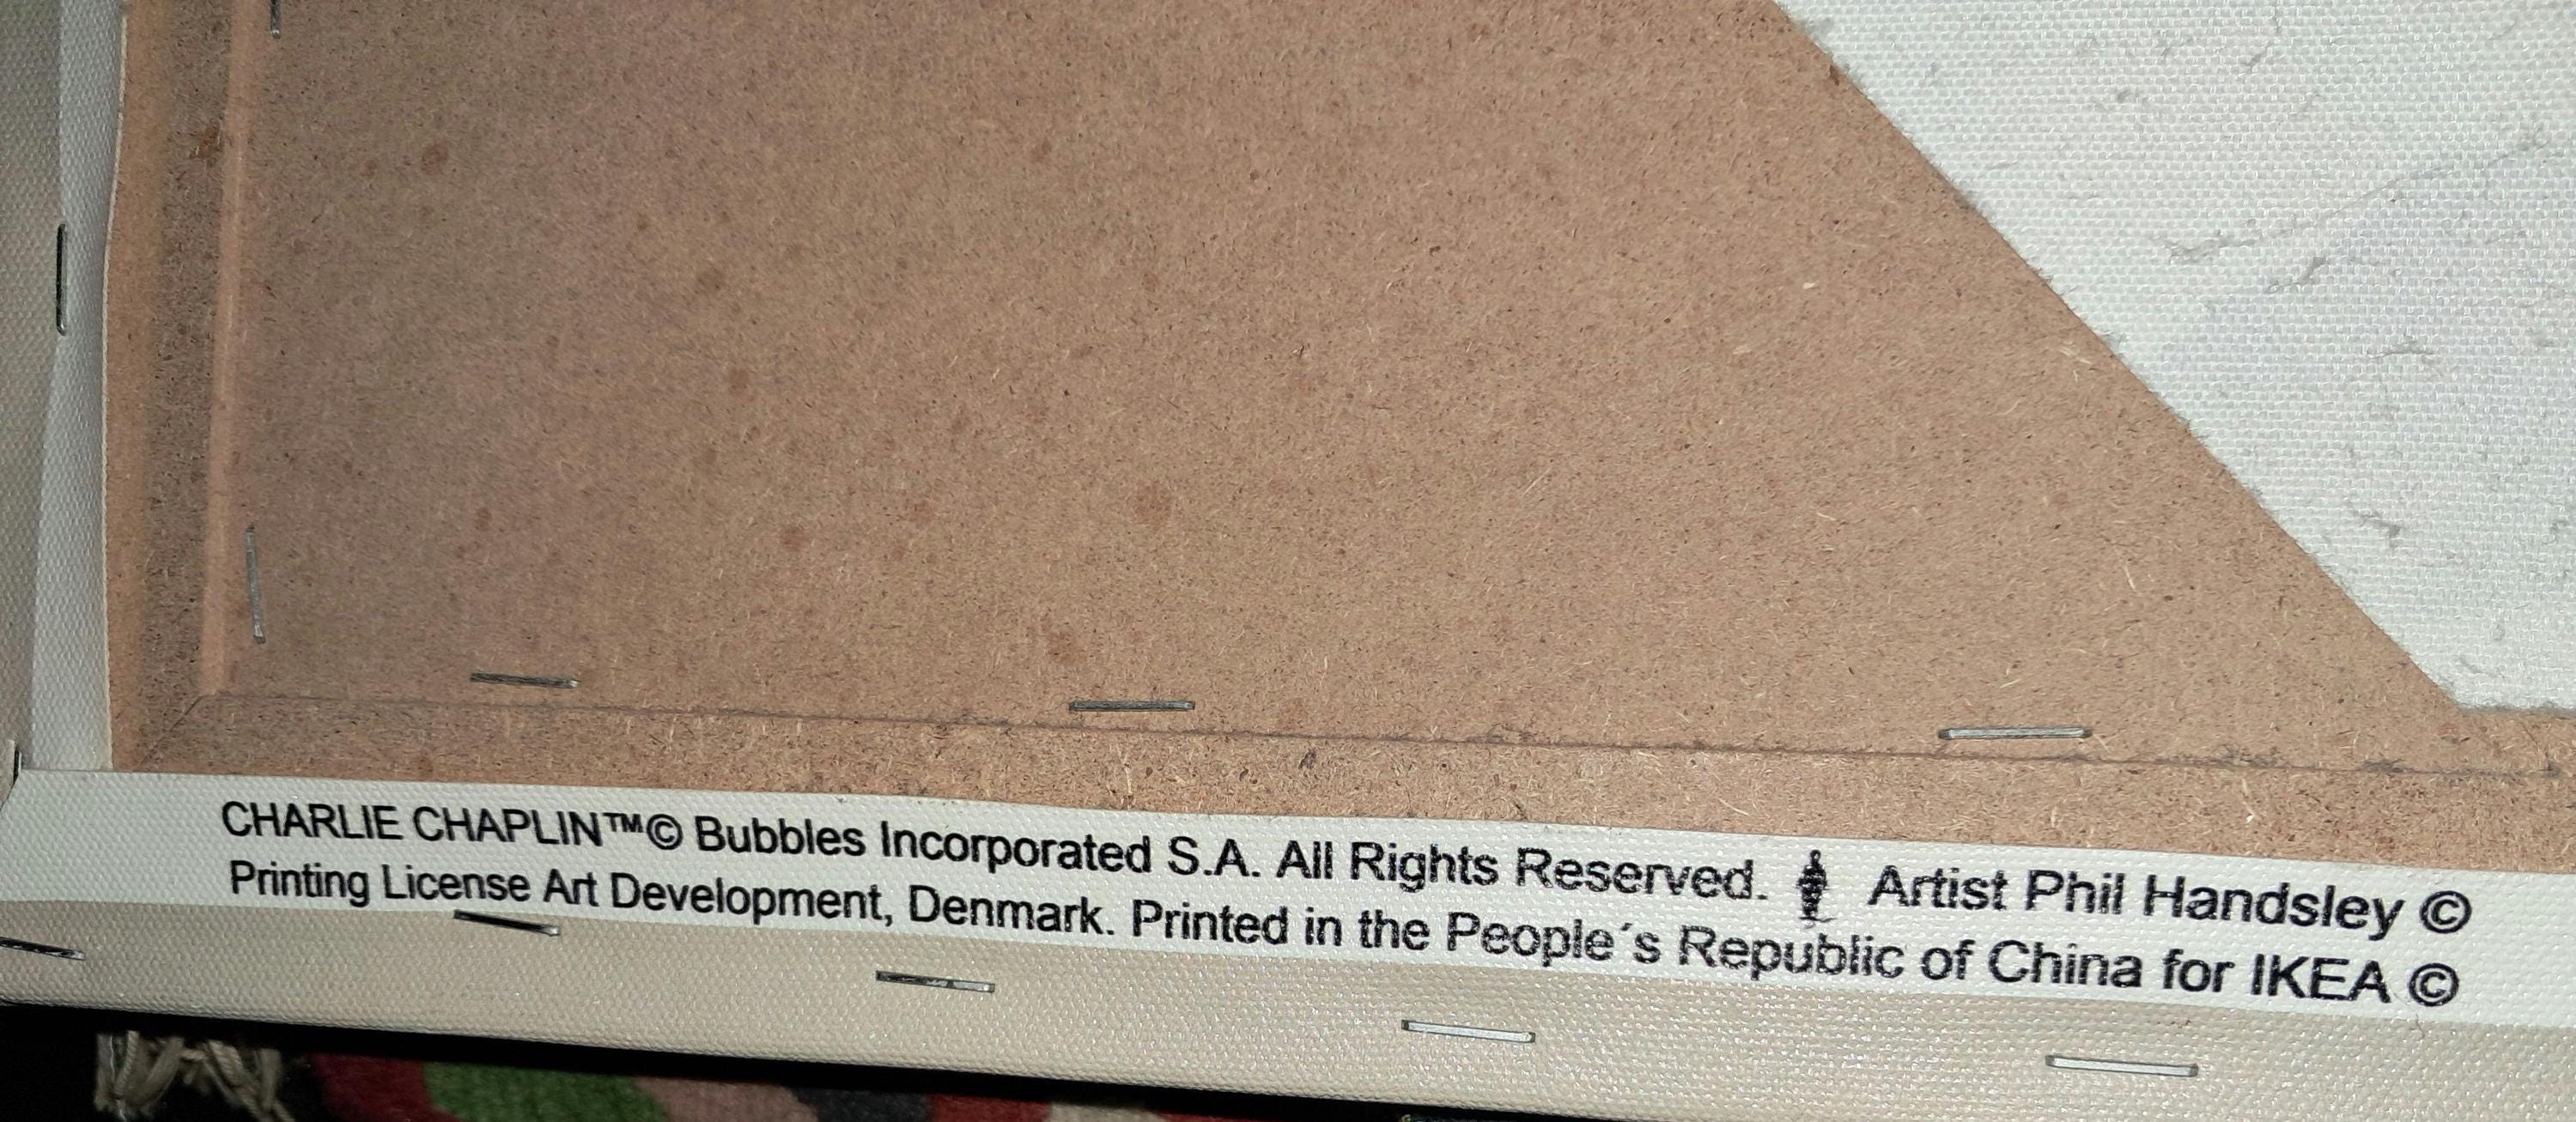 CHARLIE CHAPLIN™© Bubbles Incorporated S.A. All Rights Reserved. Artist Phil Handsley ©
Printing License Art Development, Denmark. Printed in the People´s Republic of China for IKEA ©